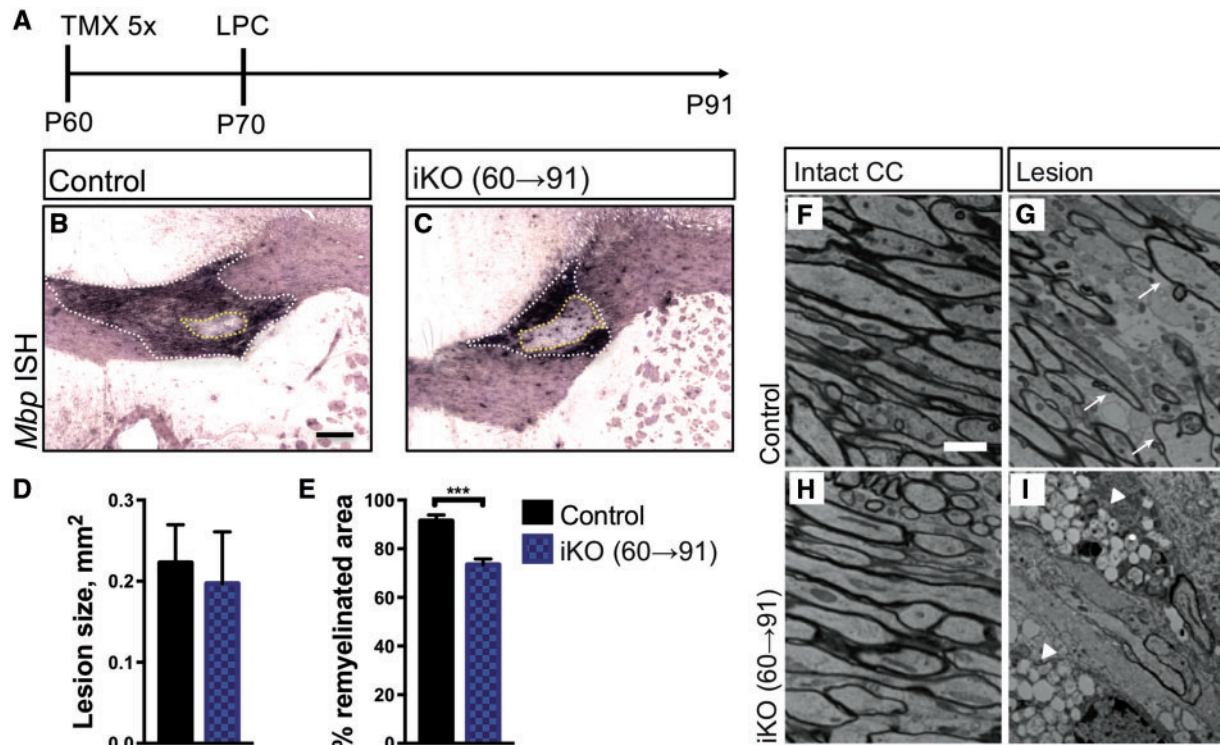 A
TMX 5x LPC
P60 P70 P91
Control
iKO (60→91)
B
C
Mbp ISH
D
Lesion size, mm²
0.3
0.2
0.1
0.0
E
% remyelinated area
100
80
60
40
20
0
***
Control
iKO (60→91)
Intact CC
Lesion
Control
F
G
iKO (60→91)
H
I